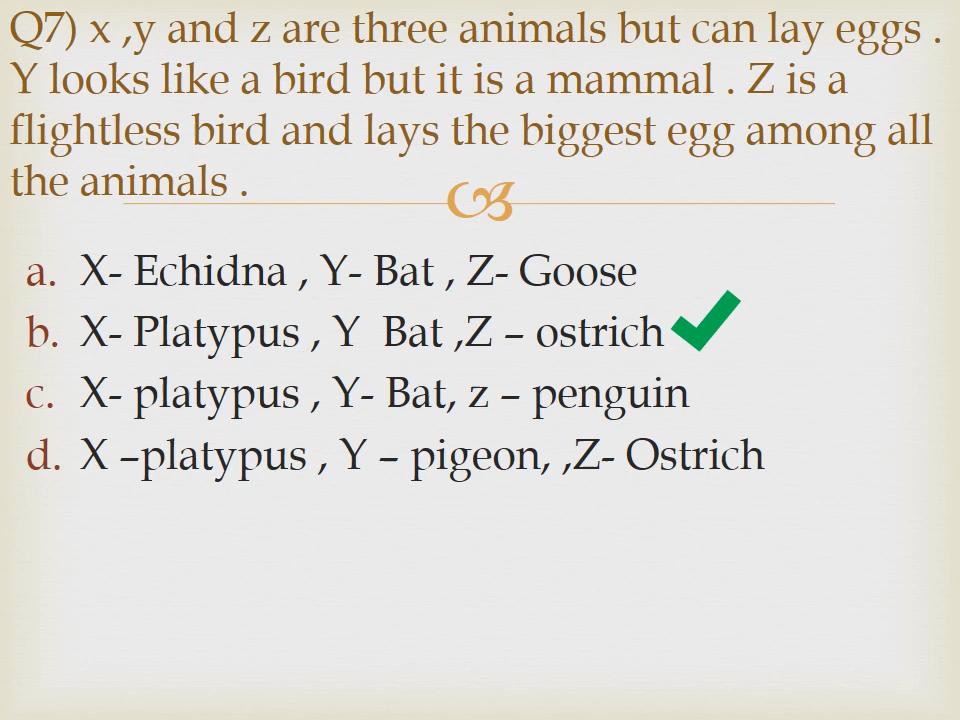 Q7) x ,y and z are three animals but can lay eggs .
Y looks like a bird but it is a mammal . Z is a
flightless bird and lays the biggest egg among all
the animals .
a. X- Echidna , Y- Bat , Z- Goose
b. X- Platypus , Y Bat ,Z – ostrich
c. X- platypus , Y- Bat, z – penguin
d. X –platypus , Y – pigeon, ,Z- Ostrich